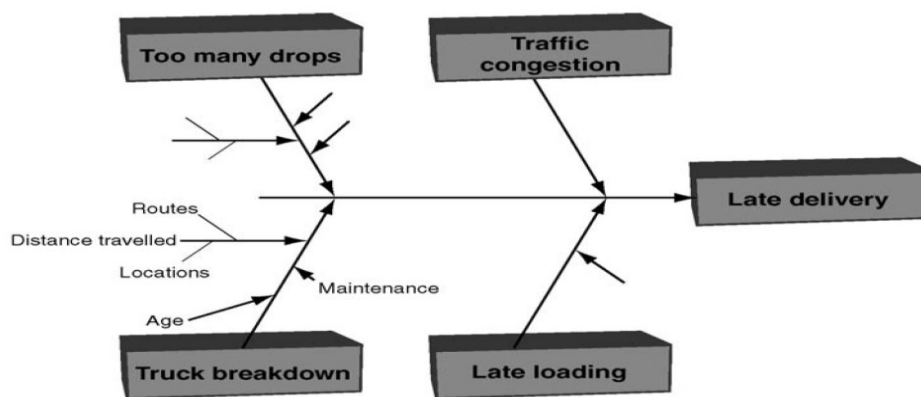 Too many drops
Traffic
congestion
Late delivery
Routes
Distance travelled
Locations
Maintenance
Age
Truck breakdown
Late loading